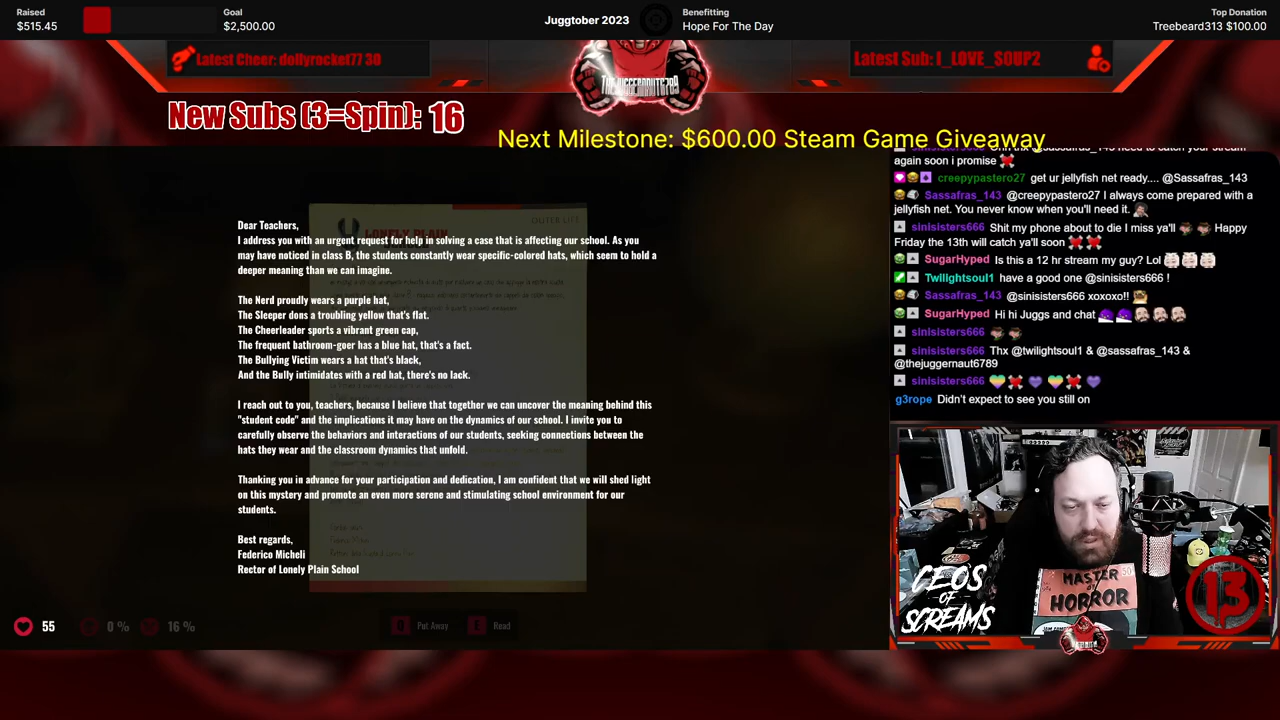 Raised
$515.45
Goal
$2,500.00
Juggtober 2023
Benefitting
Hope For The Day
Top Donation
Treebeard313 $100.00
Latest Cheer: dollyrocket77 30
THEJUGGERNAUT6789
Latest Sub: I_LOVE_SOUP2
New Subs (3=Spin): 16
Next Milestone: $600.00 Steam Game Giveaway
OUTER LIFE
LONELY PLAIN
Dear Teachers,
I address you with an urgent request for help in solving a case that is affecting our school. As you
may have noticed in class B, the students constantly wear specific-colored hats, which seem to hold a
deeper meaning than we can imagine.
The Nerd proudly wears a purple hat,
The Sleeper dons a troubling yellow that's flat.
The Cheerleader sports a vibrant green cap,
The frequent bathroom-goer has a blue hat, that's a fact.
The Bullying Victim wears a hat that's black,
And the Bully intimidates with a red hat, there's no lack.
I reach out to you, teachers, because I believe that together we can uncover the meaning behind this
"student code" and the implications it may have on the dynamics of our school. I invite you to
carefully observe the behaviors and interactions of our students, seeking connections between the
hats they wear and the classroom dynamics that unfold.
Thanking you in advance for your participation and dedication, I am confident that we will shed light
on this mystery and promote an even more serene and stimulating school environment for our
students.
Best regards,
Federico Micheli
Rector of Lonely Plain School
55
0 %
16 %
Q Put Away
E Read
again soon i promise
creepypastero27 get ur jellyfish net ready.... @Sassafras_143
Sassafras_143 @creepypastero27 I always come prepared with a
jellyfish net. You never know when you'll need it.
sinisisters666 Shit my phone about to die I miss ya'll Happy
Friday the 13th will catch ya'll soon
SugarHyped Is this a 12 hr stream my guy? Lol
Twilightsoul1 have a good one @sinisisters666 !
Sassafras_143 @sinisisters666 xoxoxo!!
SugarHyped Hi hi Juggs and chat
sinisisters666
sinisisters666 Thx @twilightsoul1 & @sassafras_143 &
@thejuggernaut6789
sinisisters666
g3rope Didn't expect to see you still on
CEOS
OF
SCREAMS
MASTER
OF
HORROR
13